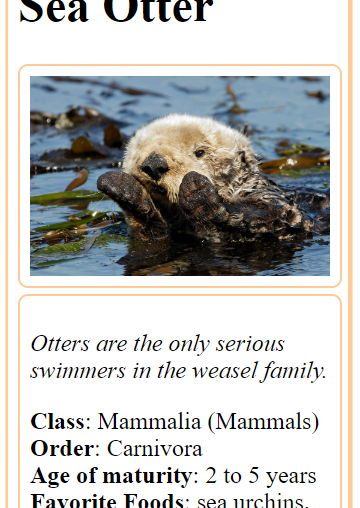 Sea Otter
Otters are the only serious
swimmers in the weasel family.
Class: Mammalia (Mammals)
Order: Carnivora
Age of maturity: 2 to 5 years
Favorite Foods: sea urchins,